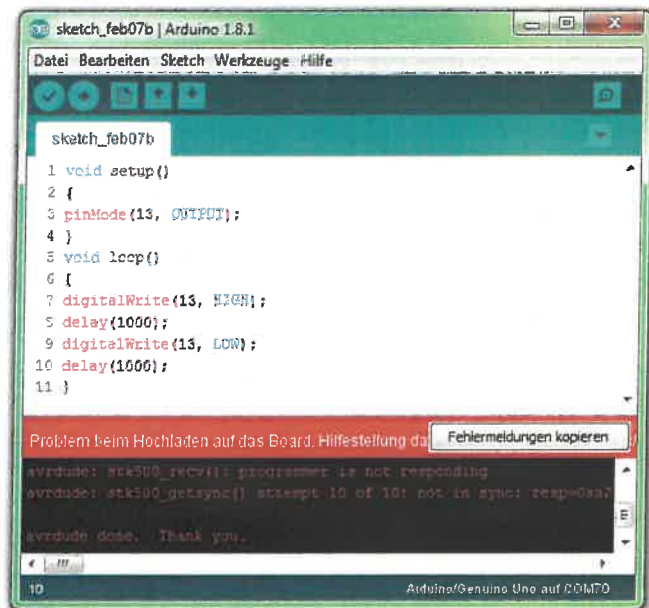 sketch_feb07b | Arduino 1.8.1
Datei Bearbeiten Sketch Werkzeuge Hilfe
sketch_feb07b
1 void setup()
2 {
3 pinMode(13, OUTPUT);
4 }
5 void loop()
6 {
7 digitalWrite(13, HIGH);
8 delay(1000);
9 digitalWrite(13, LOW);
10 delay(1000);
11 }
Problem beim Hochladen auf das Board. Hilfestellung da Fehlermeldungen kopieren
avrdude: stk500_recv(): programmer is not responding
avrdude: stk500_getsync() attempt 10 of 10: not in sync: resp=0xa2
avrdude done. Thank you.
10 Arduino/Genuino Uno auf COM70